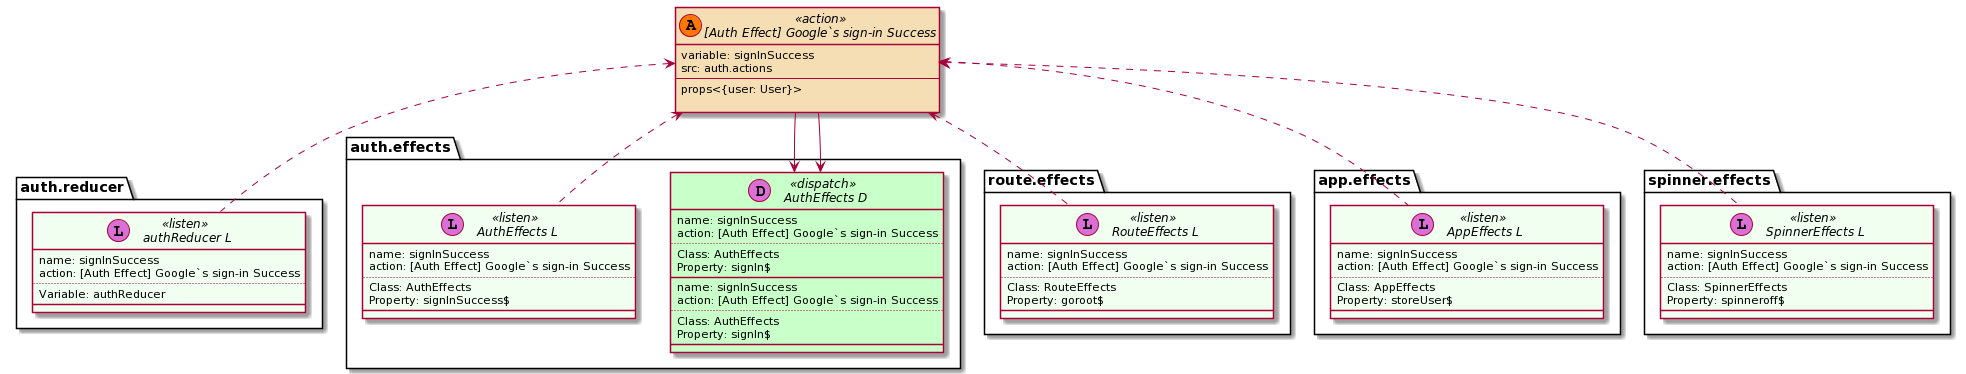 A
«action»
[Auth Effect] Google`s sign-in Success
variable: signInSuccess
src: auth.actions
props<{user: User}>
auth.reducer
L
«listen»
authReducer L
name: signInSuccess
action: [Auth Effect] Google`s sign-in Success
Variable: authReducer
auth.effects
L
«listen»
AuthEffects L
name: signInSuccess
action: [Auth Effect] Google`s sign-in Success
Class: AuthEffects
Property: signInSuccess$
D
«dispatch»
AuthEffects D
name: signInSuccess
action: [Auth Effect] Google`s sign-in Success
Class: AuthEffects
Property: signIn$
name: signInSuccess
action: [Auth Effect] Google`s sign-in Success
Class: AuthEffects
Property: signIn$
route.effects
L
«listen»
RouteEffects L
name: signInSuccess
action: [Auth Effect] Google`s sign-in Success
Class: RouteEffects
Property: goroot$
app.effects
L
«listen»
AppEffects L
name: signInSuccess
action: [Auth Effect] Google`s sign-in Success
Class: AppEffects
Property: storeUser$
spinner.effects
L
«listen»
SpinnerEffects L
name: signInSuccess
action: [Auth Effect] Google`s sign-in Success
Class: SpinnerEffects
Property: spinneroff$